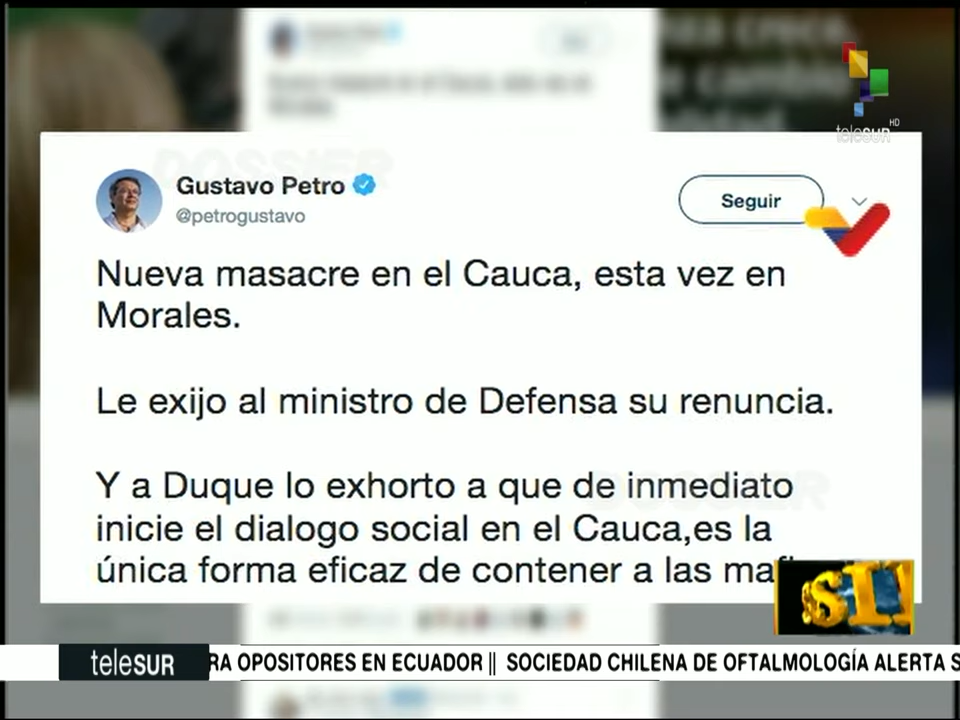 teleSUR
HD
Gustavo Petro
@petrogustavo
Seguir
Nueva masacre en el Cauca, esta vez en
Morales.
Le exijo al ministro de Defensa su renuncia.
Y a Duque lo exhorto a que de inmediato
inicie el dialogo social en el Cauca,es la
única forma eficaz de contener a las
DOSSIER
DOSSIER
teleSUR
RA OPOSITORES EN ECUADOR || SOCIEDAD CHILENA DE OFTALMOLOGÍA ALERTA S